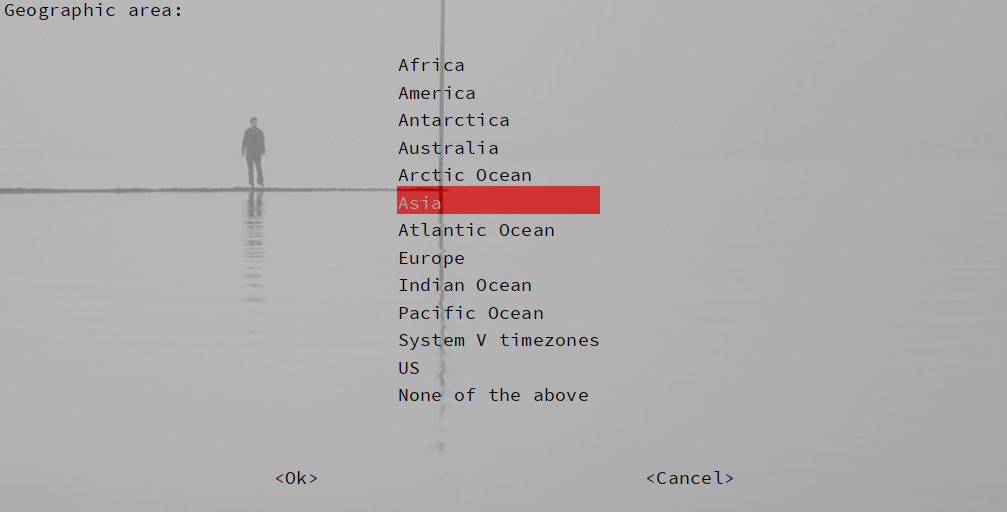 Geographic area:
Africa
America
Antarctica
Australia
Arctic Ocean
Asia
Atlantic Ocean
Europe
Indian Ocean
Pacific Ocean
System V timezones
US
None of the above
<Ok> <Cancel>